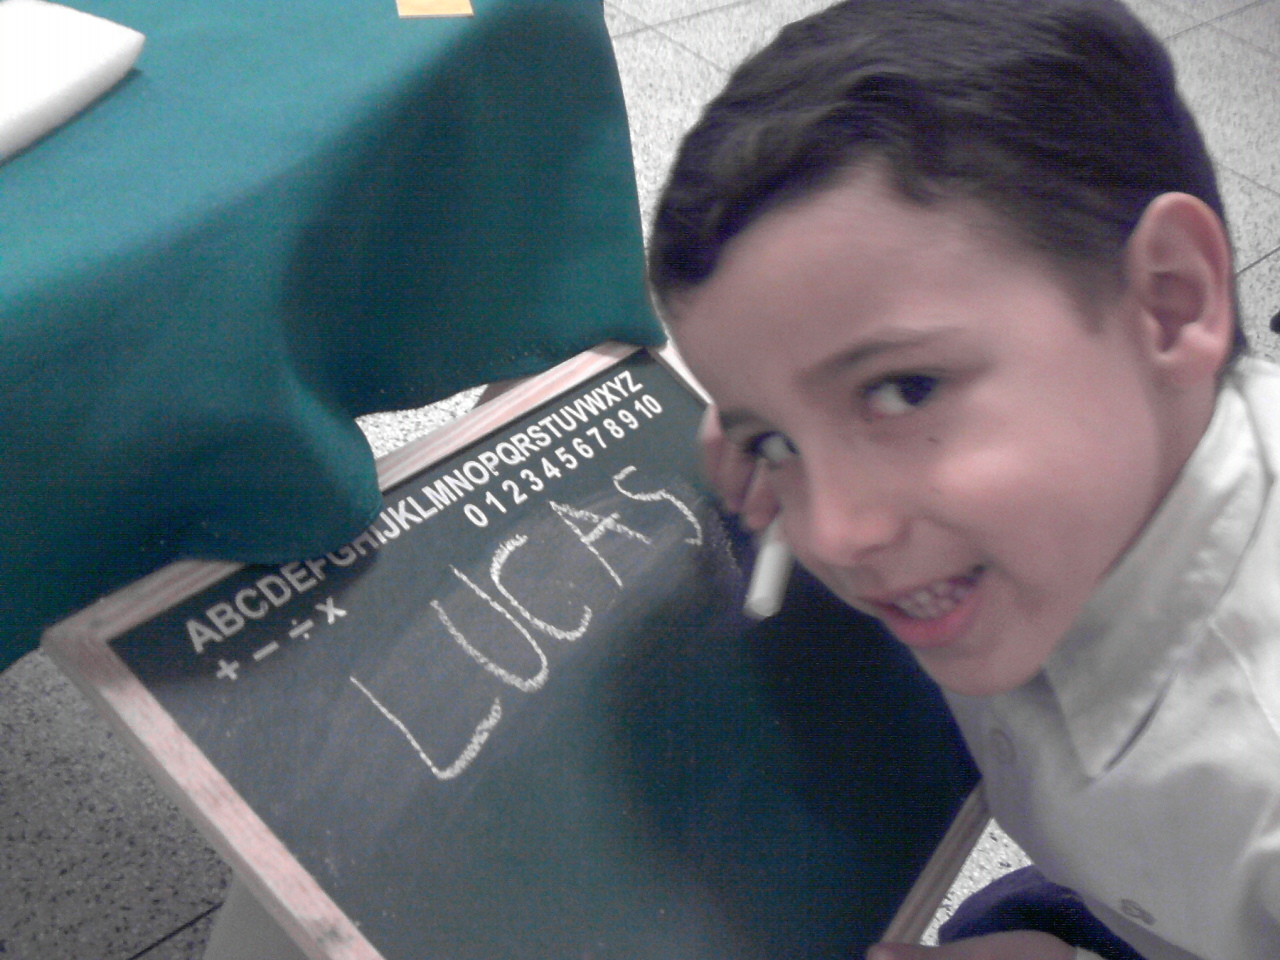 ABCDEFGHIJKLMNOPQRSTUVWXYZ
+ − ÷ x 0 1 2 3 4 5 6 7 8 9 10
LUCAS